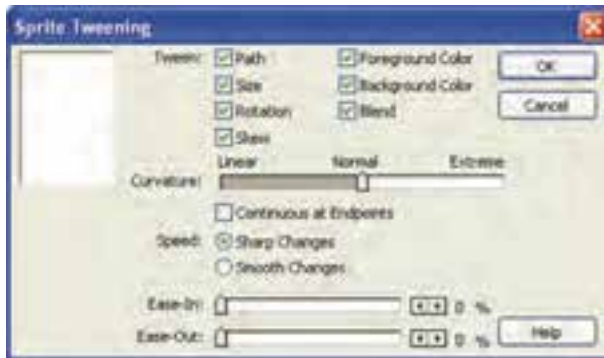 Sprite Tweening
Tween: Path Foreground Color OK
Size Background Color
Rotation Blend Cancel
Skew
Linear Normal Extreme
Curvature:
Continuous at Endpoints
Speed: Sharp Changes
Smooth Changes
Ease-In: 0 %
Ease-Out: 0 % Help